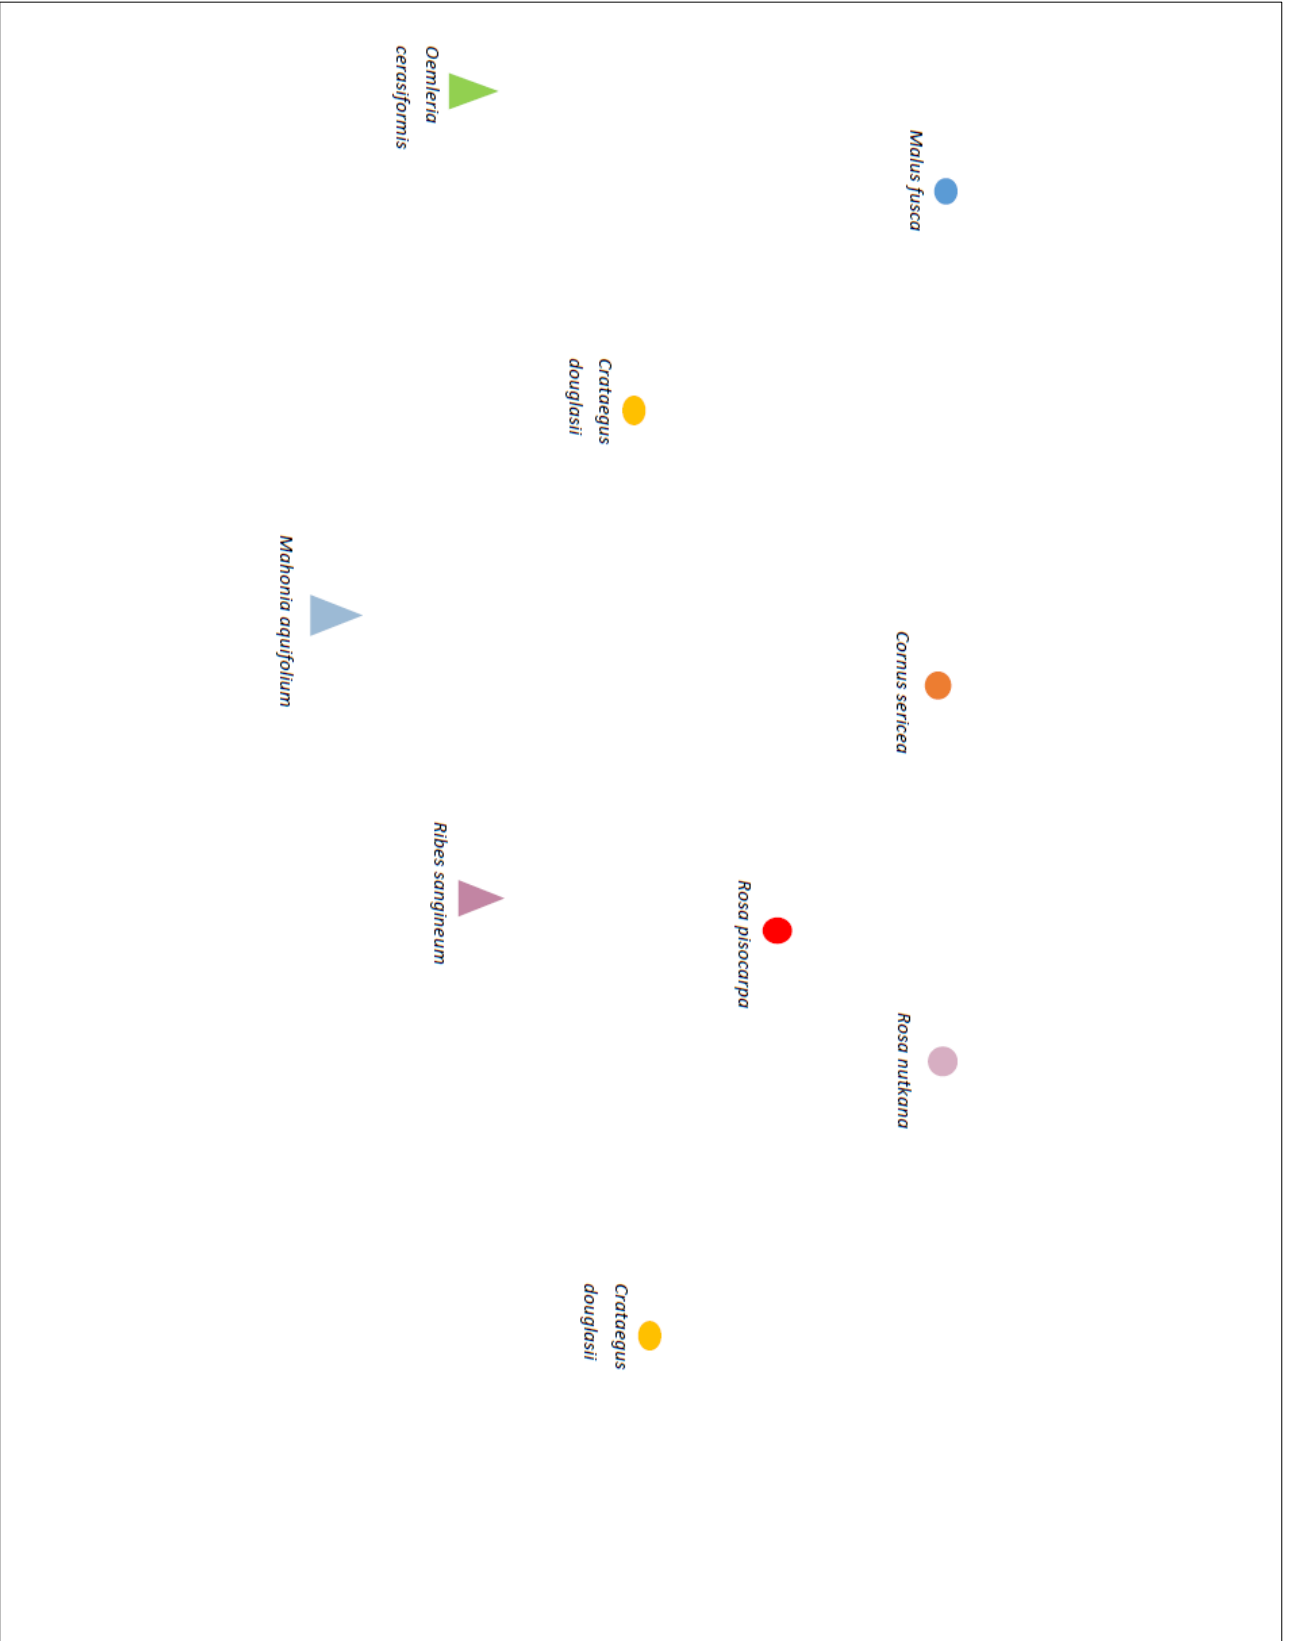 Malus fusca
Cornus sericea
Rosa nutkana
Rosa pisocarpa
Crataegus
douglasii
Crataegus
douglasii
Oemleria
cerasiformis
Ribes sangineum
Mahonia aquifolium